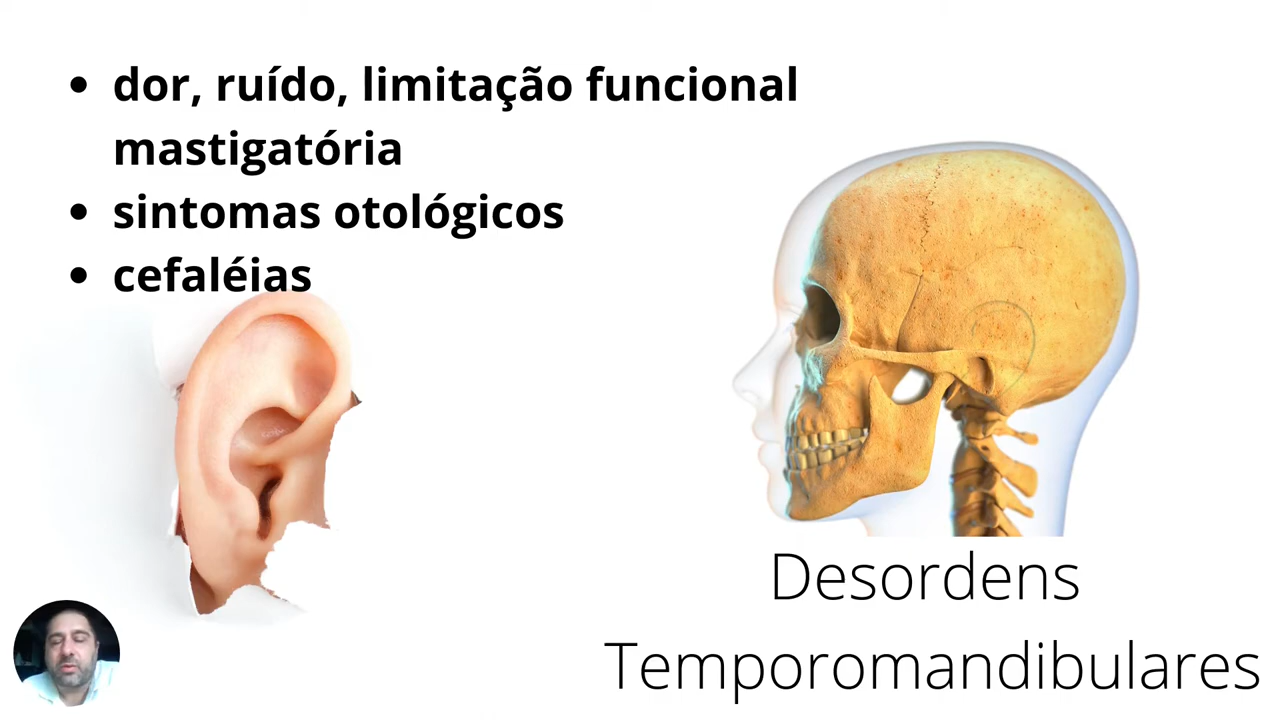 dor, ruído, limitação funcional
mastigatória
sintomas otológicos
cefaléias
Desordens
Temporomandibulares